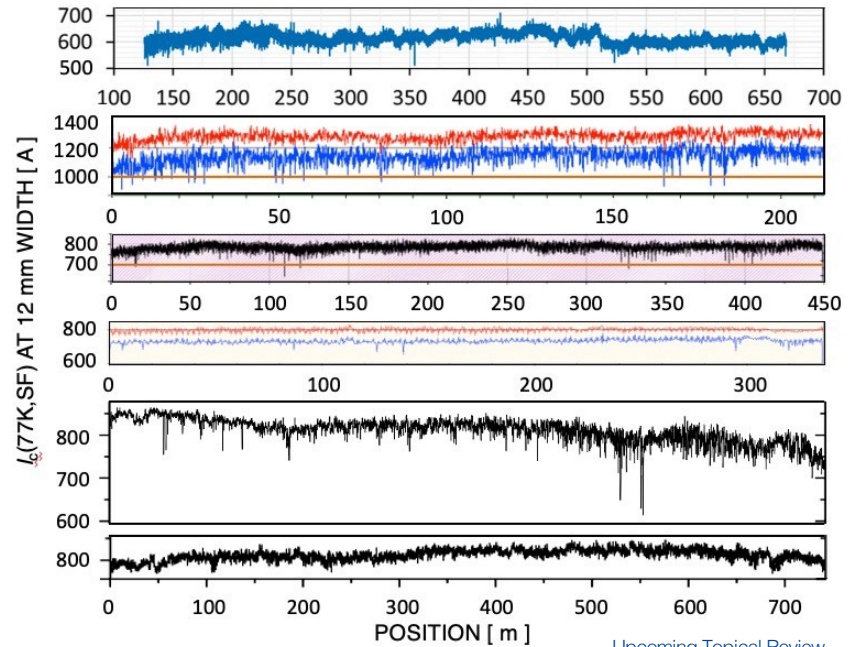 700
600
500
100 150 200 250 300 350 400 450 500 550 600 650 700
1400
1200
1000
0 50 100 150 200
800
700
0 50 100 150 200 250 300 350 400 450
800
600
0 100 200 300
800
700
600
800
0 100 200 300 400 500 600 700
POSITION [ m ]
Ic(77K,SF) AT 12 mm WIDTH [ A ]
Upcoming Topical Review